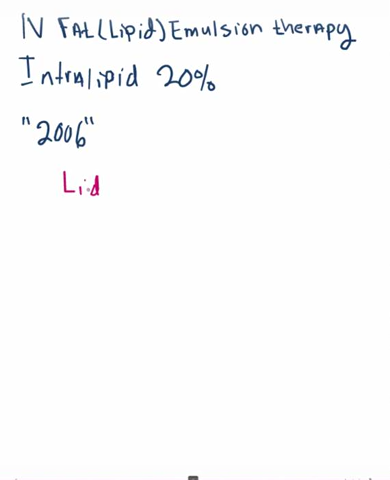 IV FAt (Lipid) Emulsion therapy
Intralipid 20%
"2006"
Lid